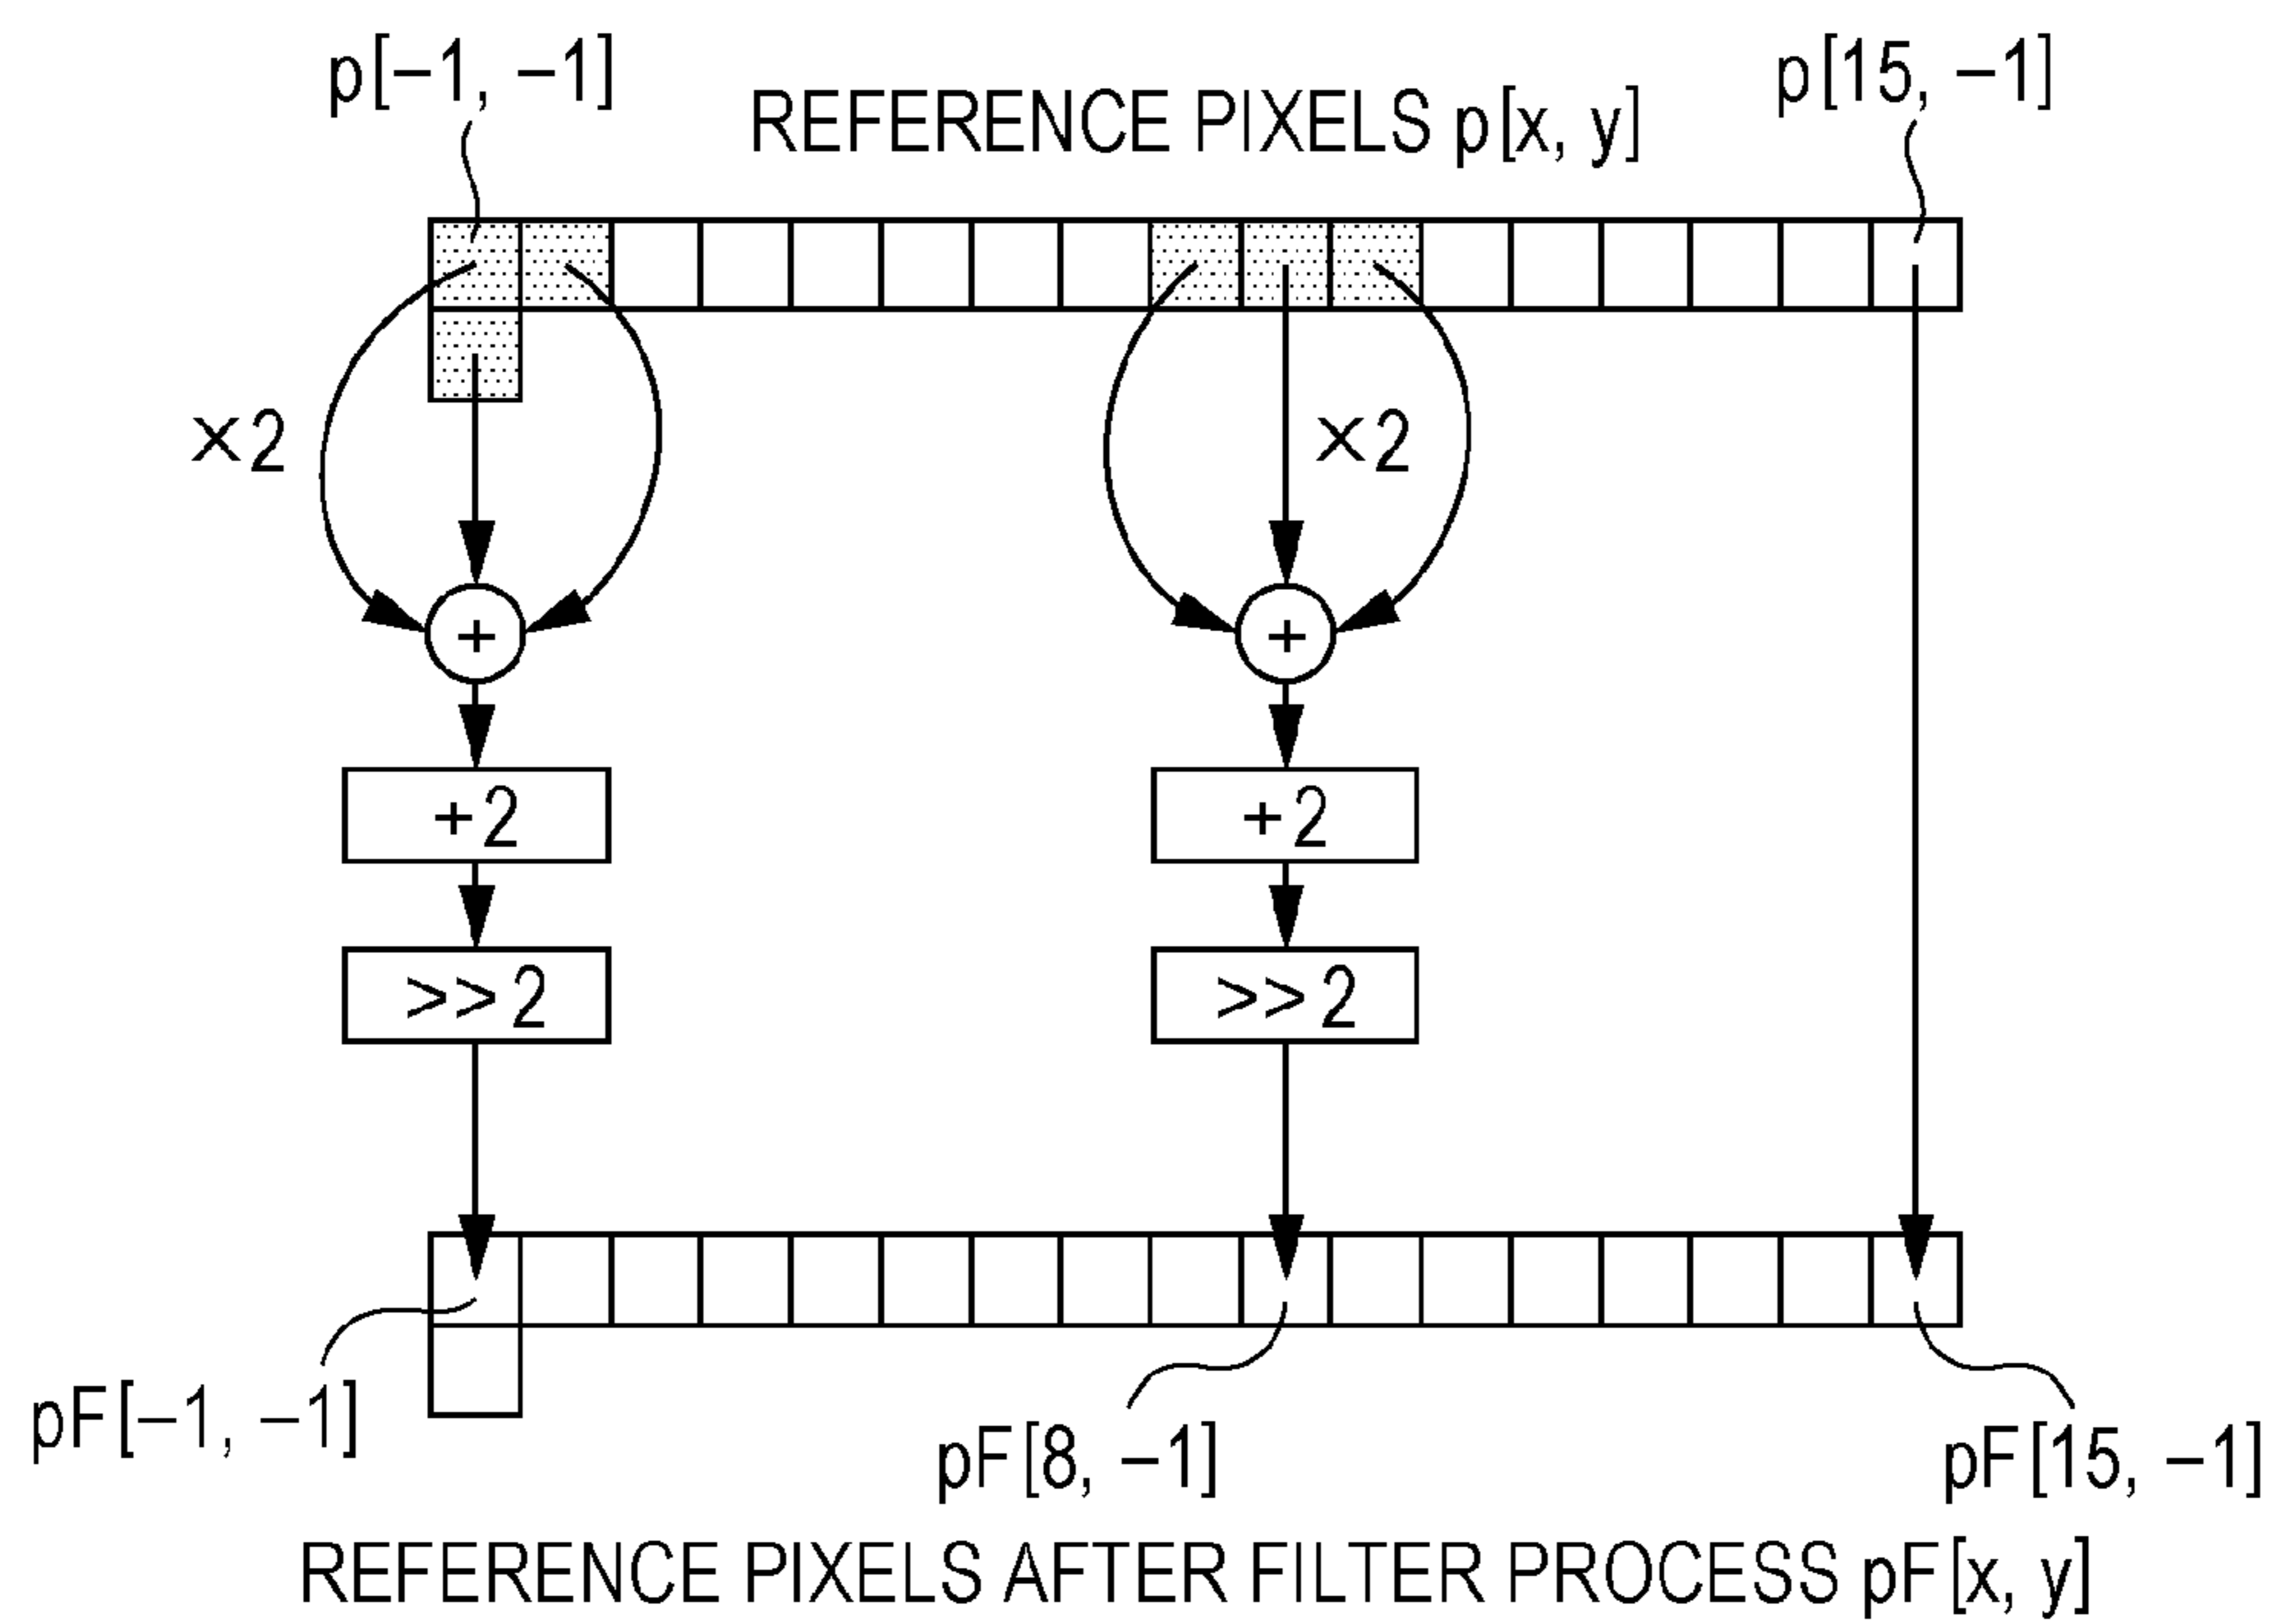 p[−1, −1]
REFERENCE PIXELS p[x, y]
p[15, −1]
×2
×2
+
+
+2
+2
>>2
>>2
pF[−1, −1]
pF[8, −1]
pF[15, −1]
REFERENCE PIXELS AFTER FILTER PROCESS pF[x, y]